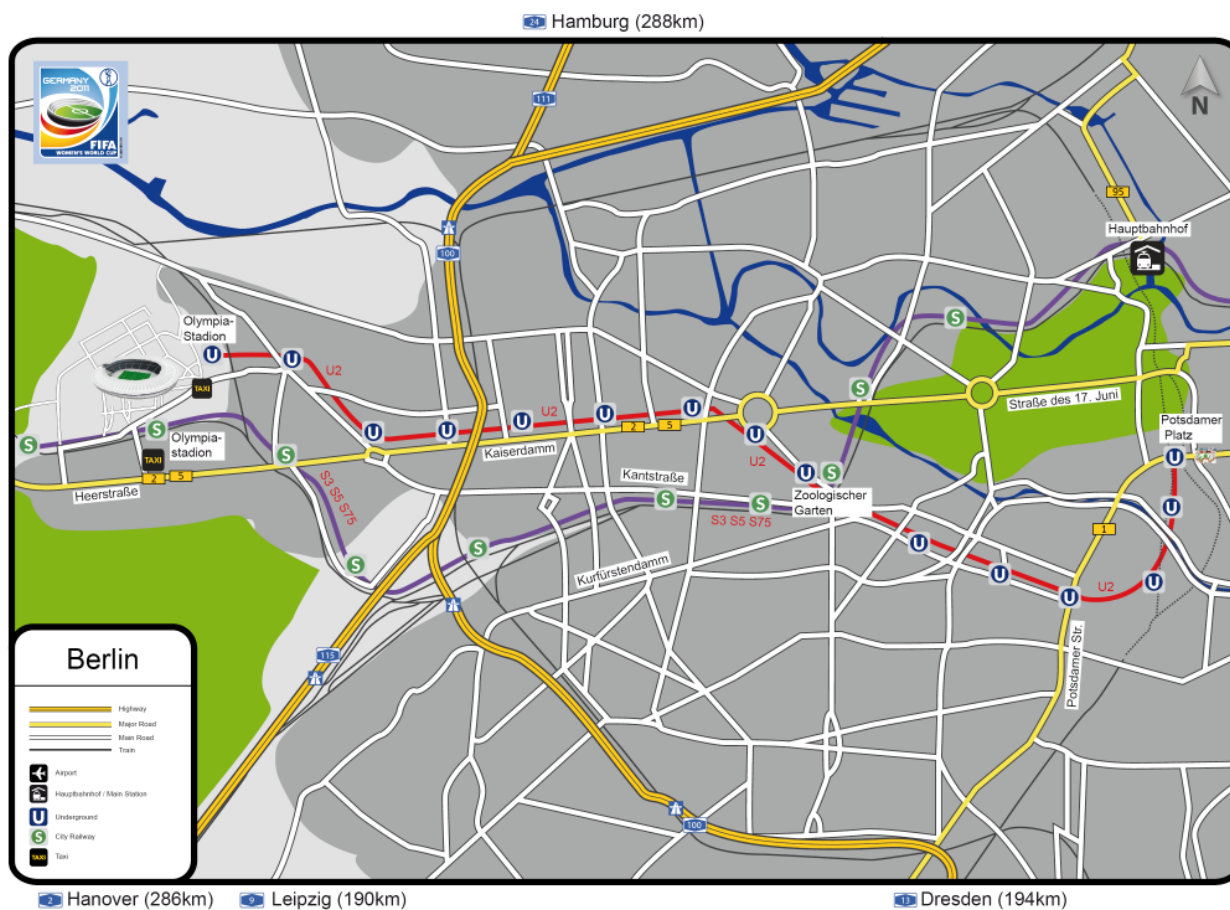 24 Hamburg (288km)
GERMANY
2011
FIFA
WOMEN'S WORLD CUP
N
111
95
Hauptbahnhof
100
Olympia-
Stadion
U
U
U2
TAXI
S
S
Straße des 17. Juni
U2
U
U
U
U
U
2
5
Kaiserdamm
S
S
Olympia-
stadion
TAXI
2
5
Heerstraße
S
S3 S5 S75
U
U2
U
S
Potsdamer
Platz
U
Kantstraße
S
S
S3 S5 S75
Zoologischer
Garten
U
1
S
S
Kurfürstendamm
U
U
U
U
U2
Potsdamer Str.
115
100
Berlin
Highway
Major Road
Main Road
Train
Airport
Hauptbahnhof / Main Station
U
Underground
S
City Railway
TAXI
Taxi
2 Hanover (286km) 9 Leipzig (190km) 13 Dresden (194km)